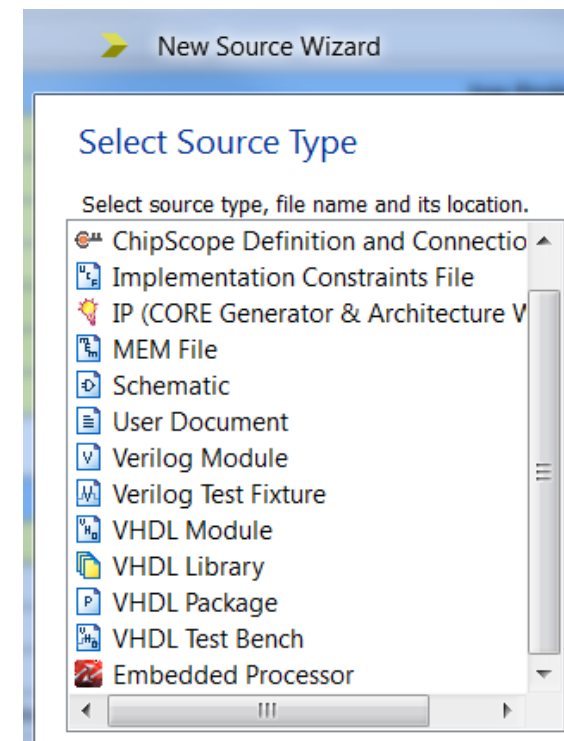 New Source Wizard
Select Source Type
Select source type, file name and its location.
ChipScope Definition and Connectio
Implementation Constraints File
IP (CORE Generator & Architecture W
MEM File
Schematic
User Document
Verilog Module
Verilog Test Fixture
VHDL Module
VHDL Library
VHDL Package
VHDL Test Bench
Embedded Processor